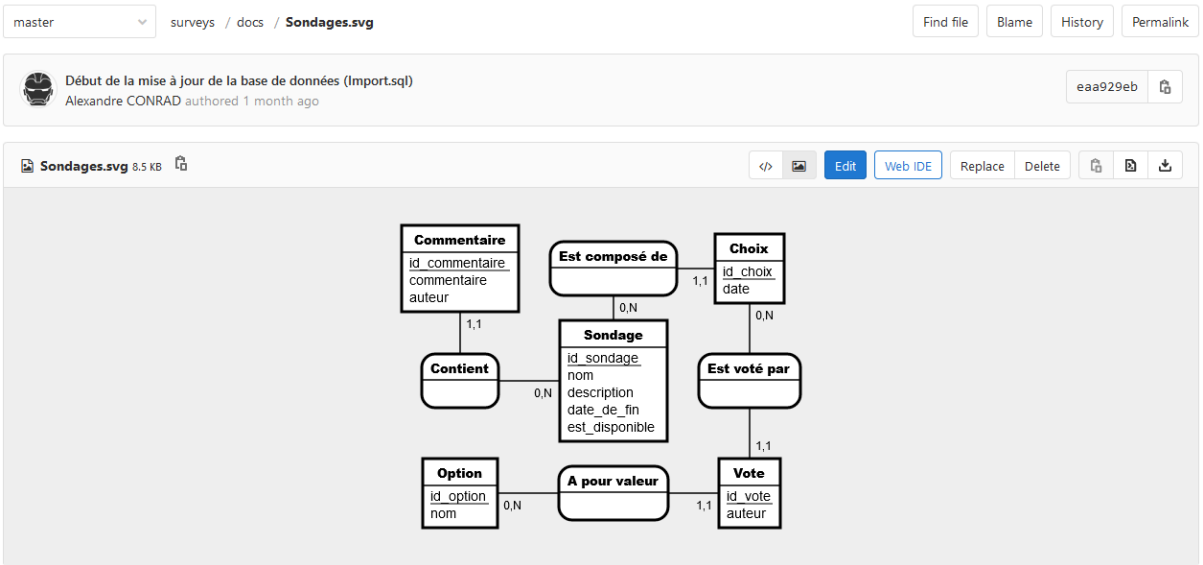 master surveys / docs / Sondages.svg Find file Blame History Permalink
Début de la mise à jour de la base de données (Import.sql)
Alexandre CONRAD authored 1 month ago
eaa929eb
Sondages.svg 8.5 KB </> Edit Web IDE Replace Delete
Commentaire
id_commentaire
commentaire
auteur
1,1
Est composé de
1,1
0,N
Choix
id_choix
date
0,N
Sondage
id_sondage
nom
description
date_de_fin
est_disponible
Contient
0,N
Est voté par
1,1
Option
id_option
nom
0,N
A pour valeur
1,1
Vote
id_vote
auteur